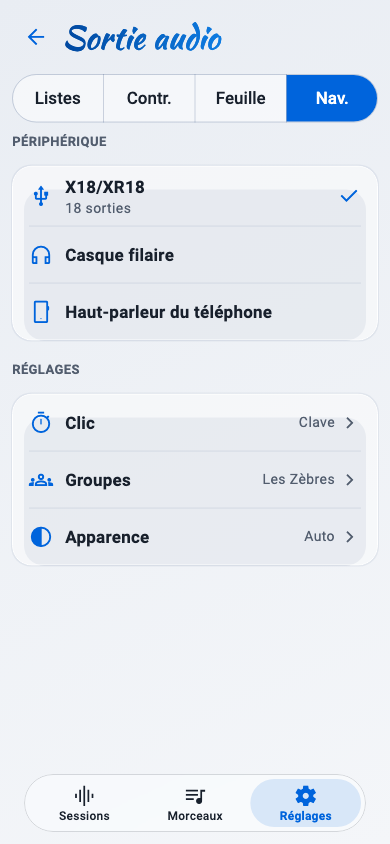 Sortie audio
Listes
Contr.
Feuille
Nav.
PÉRIPHÉRIQUE
X18/XR18
18 sorties
Casque filaire
Haut-parleur du téléphone
RÉGLAGES
Clic
Clave
Groupes
Les Zèbres
Apparence
Auto
Sessions
Morceaux
Réglages